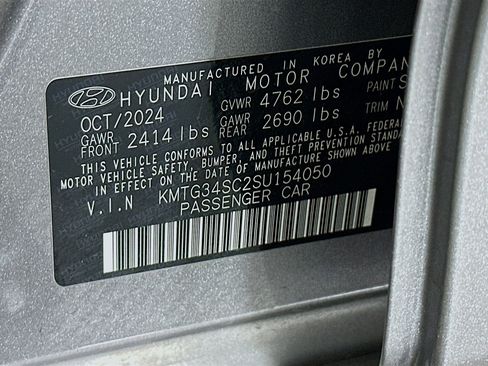 MANUFACTURED IN KOREA BY
HYUNDAI MOTOR COMPAN
OCT/2024 GVWR 4762 lbs PAINT S
GAWR FRONT 2414 lbs GAWR REAR 2690 lbs TRIM N
THIS VEHICLE CONFORMS TO ALL APPLICABLE U.S.A. FEDERAL
MOTOR VEHICLE SAFETY, BUMPER, AND THEFT PREVENTION
IN EFFECT ON THE DATE OF MANUFACTURE SHOWN
V.I.N KMTG34SC2SU154050
PASSENGER CAR